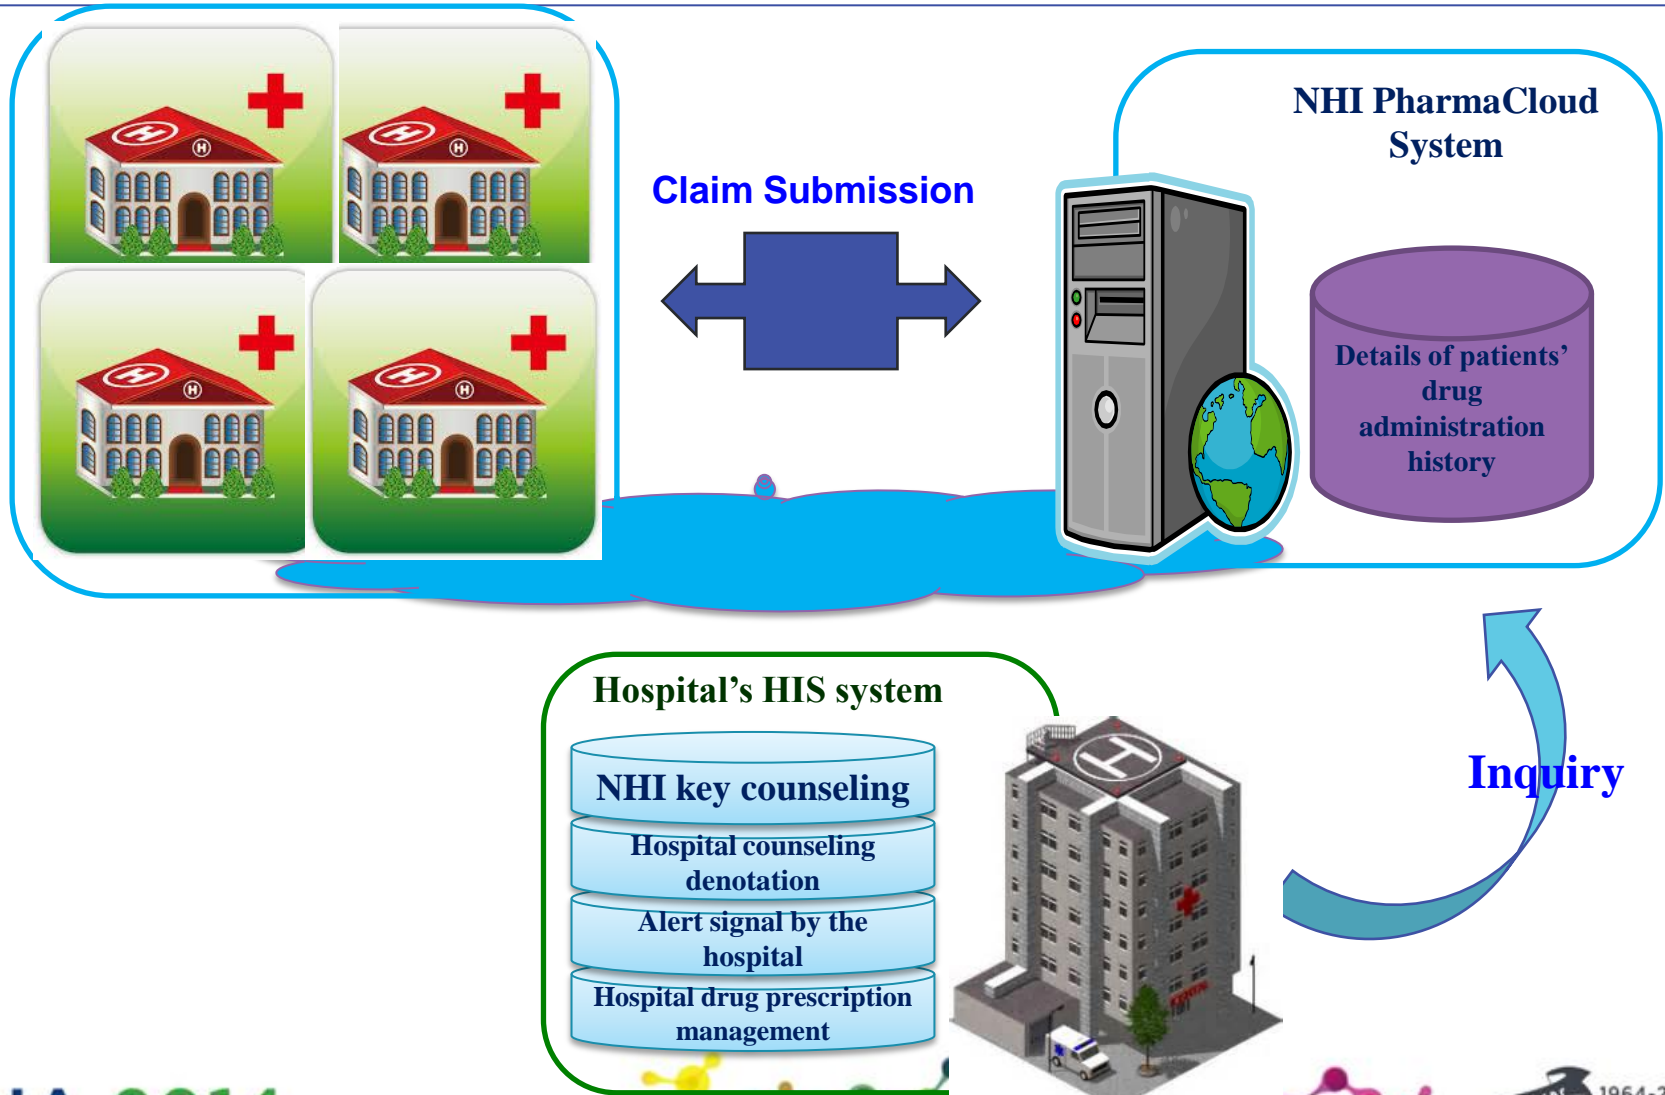 NHI PharmaCloud
System
Claim Submission
Details of patients’
drug
administration
history
Hospital’s HIS system
NHI key counseling
Hospital counseling
denotation
Alert signal by the
hospital
Hospital drug prescription
management
Inquiry
H
H
H
H
H
H
H
H
H
2014